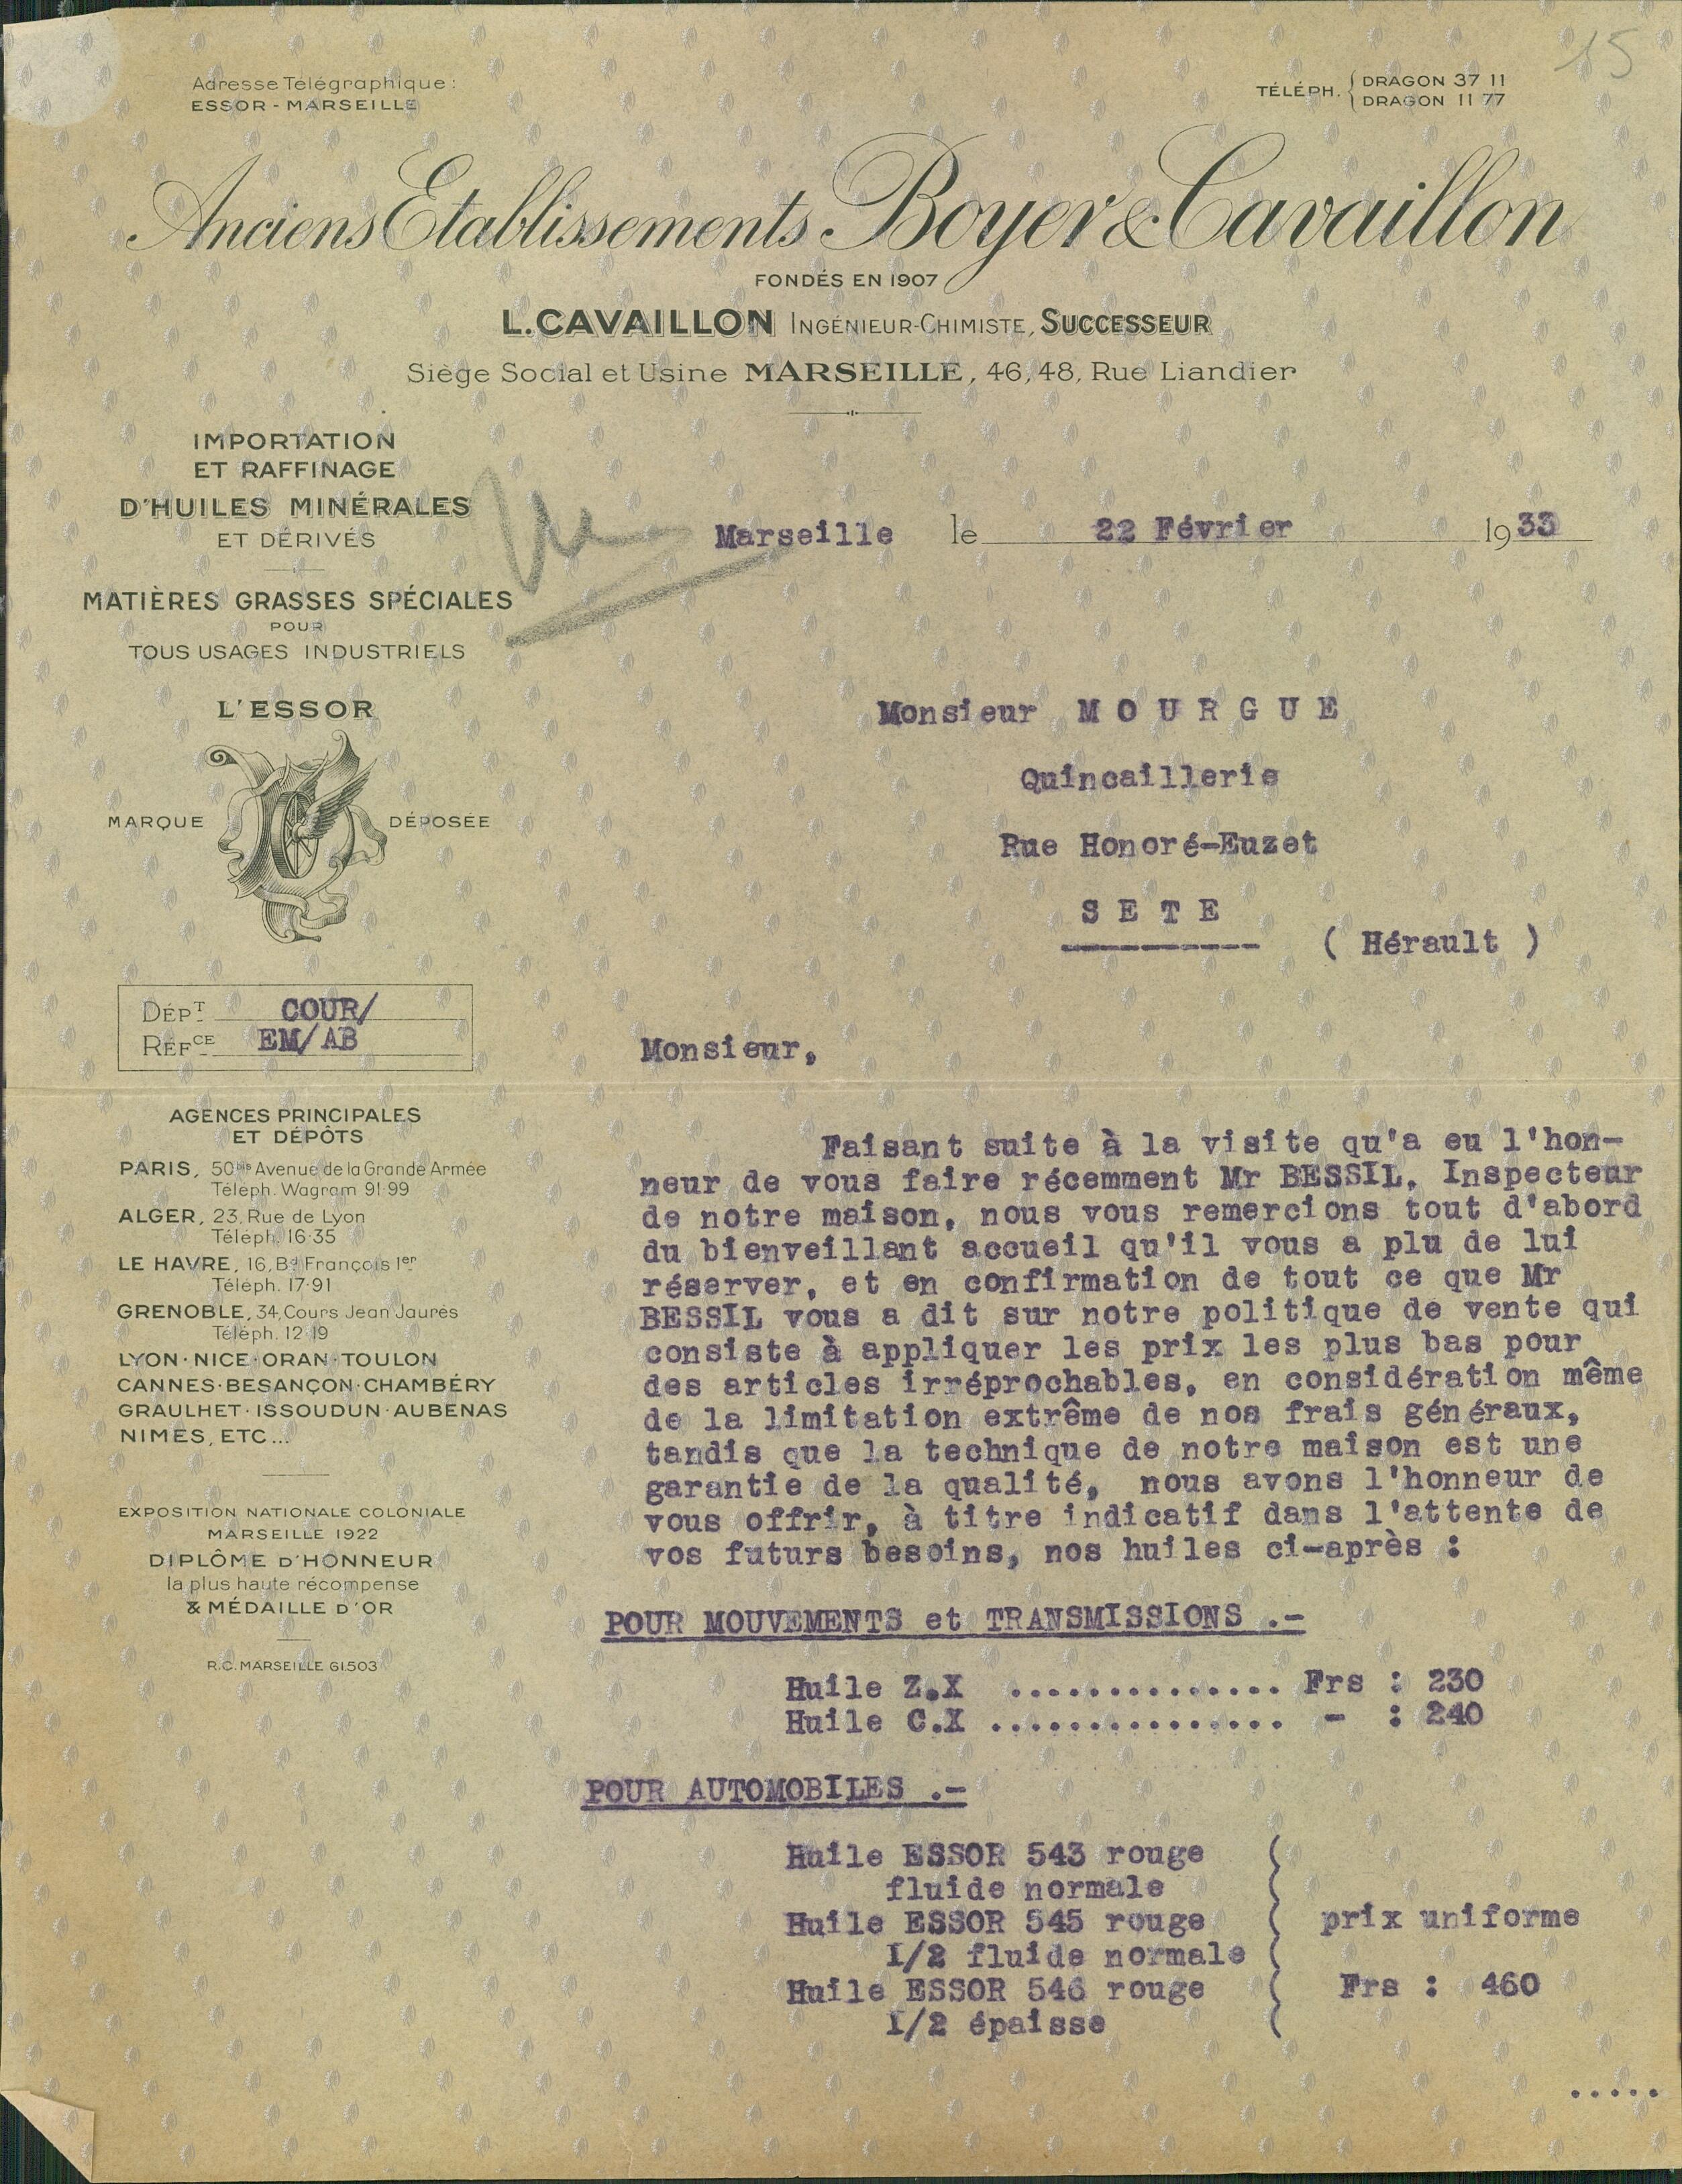 15
Adresse Télégraphique :
ESSOR - MARSEILLE
TÉLÉPH. { DRAGON 37 11
DRAGON 11 77
Anciens Etablissements Boyer & Cavaillon
FONDÉS EN 1907
L.CAVAILLON INGÉNIEUR-CHIMISTE, SUCCESSEUR
Siège Social et Usine MARSEILLE, 46,48, Rue Liandier
IMPORTATION
ET RAFFINAGE
D'HUILES MINÉRALES
ET DÉRIVÉS
MATIÈRES GRASSES SPÉCIALES
POUR
TOUS USAGES INDUSTRIELS
L'ESSOR
MARQUE DÉPOSÉE
DÉPT COUR/
RÉFCE EM/AB
AGENCES PRINCIPALES
ET DÉPÔTS
PARIS, 50bis Avenue de la Grande Armée
Téléph. Wagram 91-99
ALGER, 23, Rue de Lyon
Téléph. 16-35
LE HAVRE, 16, Bd François 1er
Téléph. 17-91
GRENOBLE, 34, Cours Jean Jaurès
Téléph. 12-19
LYON · NICE · ORAN · TOULON
CANNES · BESANÇON · CHAMBÉRY
GRAULHET · ISSOUDUN · AUBENAS
NIMES, ETC...
EXPOSITION NATIONALE COLONIALE
MARSEILLE 1922
DIPLÔME D'HONNEUR
la plus haute récompense
& MÉDAILLE D'OR
R.C. MARSEILLE 61.503
Marseille le 22 Février 1933
Monsieur M O U R G U E
Quincaillerie
Rue Honoré-Euzet
S E T E
( Hérault )
Monsieur,
Faisant suite à la visite qu'a eu l'hon-
neur de vous faire récemment Mr BESSIL, Inspecteur
de notre maison, nous vous remercions tout d'abord
du bienveillant accueil qu'il vous a plu de lui
réserver, et en confirmation de tout ce que Mr
BESSIL vous a dit sur notre politique de vente qui
consiste à appliquer les prix les plus bas pour
des articles irréprochables, en considération même
de la limitation extrême de nos frais généraux,
tandis que la technique de notre maison est une
garantie de la qualité, nous avons l'honneur de
vous offrir, à titre indicatif dans l'attente de
vos futurs besoins, nos huiles ci-après :
POUR MOUVEMENTS et TRANSMISSIONS .-
Huile Z.X .............. Frs : 230
Huile C.X ............... - : 240
POUR AUTOMOBILES .-
Huile ESSOR 543 rouge (
fluide normale (
Huile ESSOR 545 rouge ( prix uniforme
I/2 fluide normale (
Huile ESSOR 546 rouge ( Frs : 460
I/2 épaisse (
.....